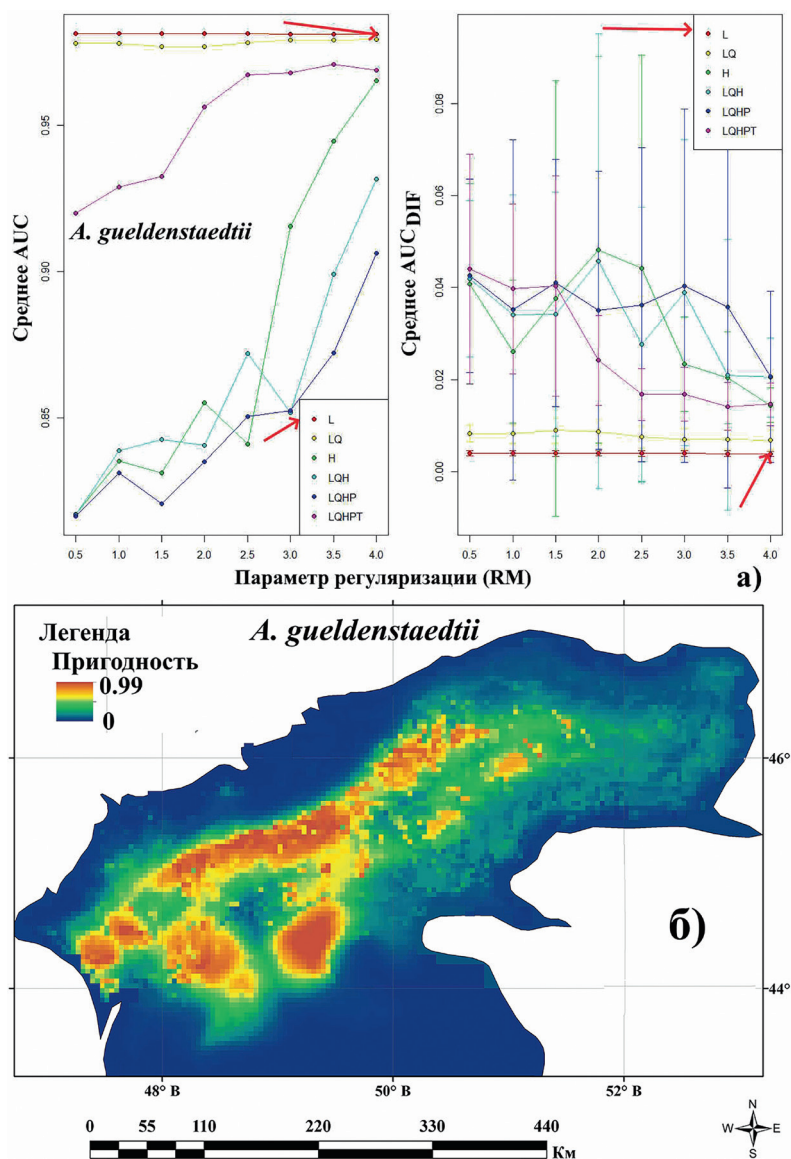 0.95
0.90
0.85
Среднее AUC
A. gueldenstaedtii
L
LQ
H
LQH
LQHP
LQHPT
0.5 1.0 1.5 2.0 2.5 3.0 3.5 4.0
0.08
0.06
0.04
0.02
0.00
Среднее AUC DIF
L
LQ
H
LQH
LQHP
LQHPT
0.5 1.0 1.5 2.0 2.5 3.0 3.5 4.0
Параметр регуляризации (RM)
а)
Легенда
Пригодность
0.99
0
A. gueldenstaedtii
46°
44°
б)
48° В 50° В 52° В
0 55 110 220 330 440
Км
N
W E
S